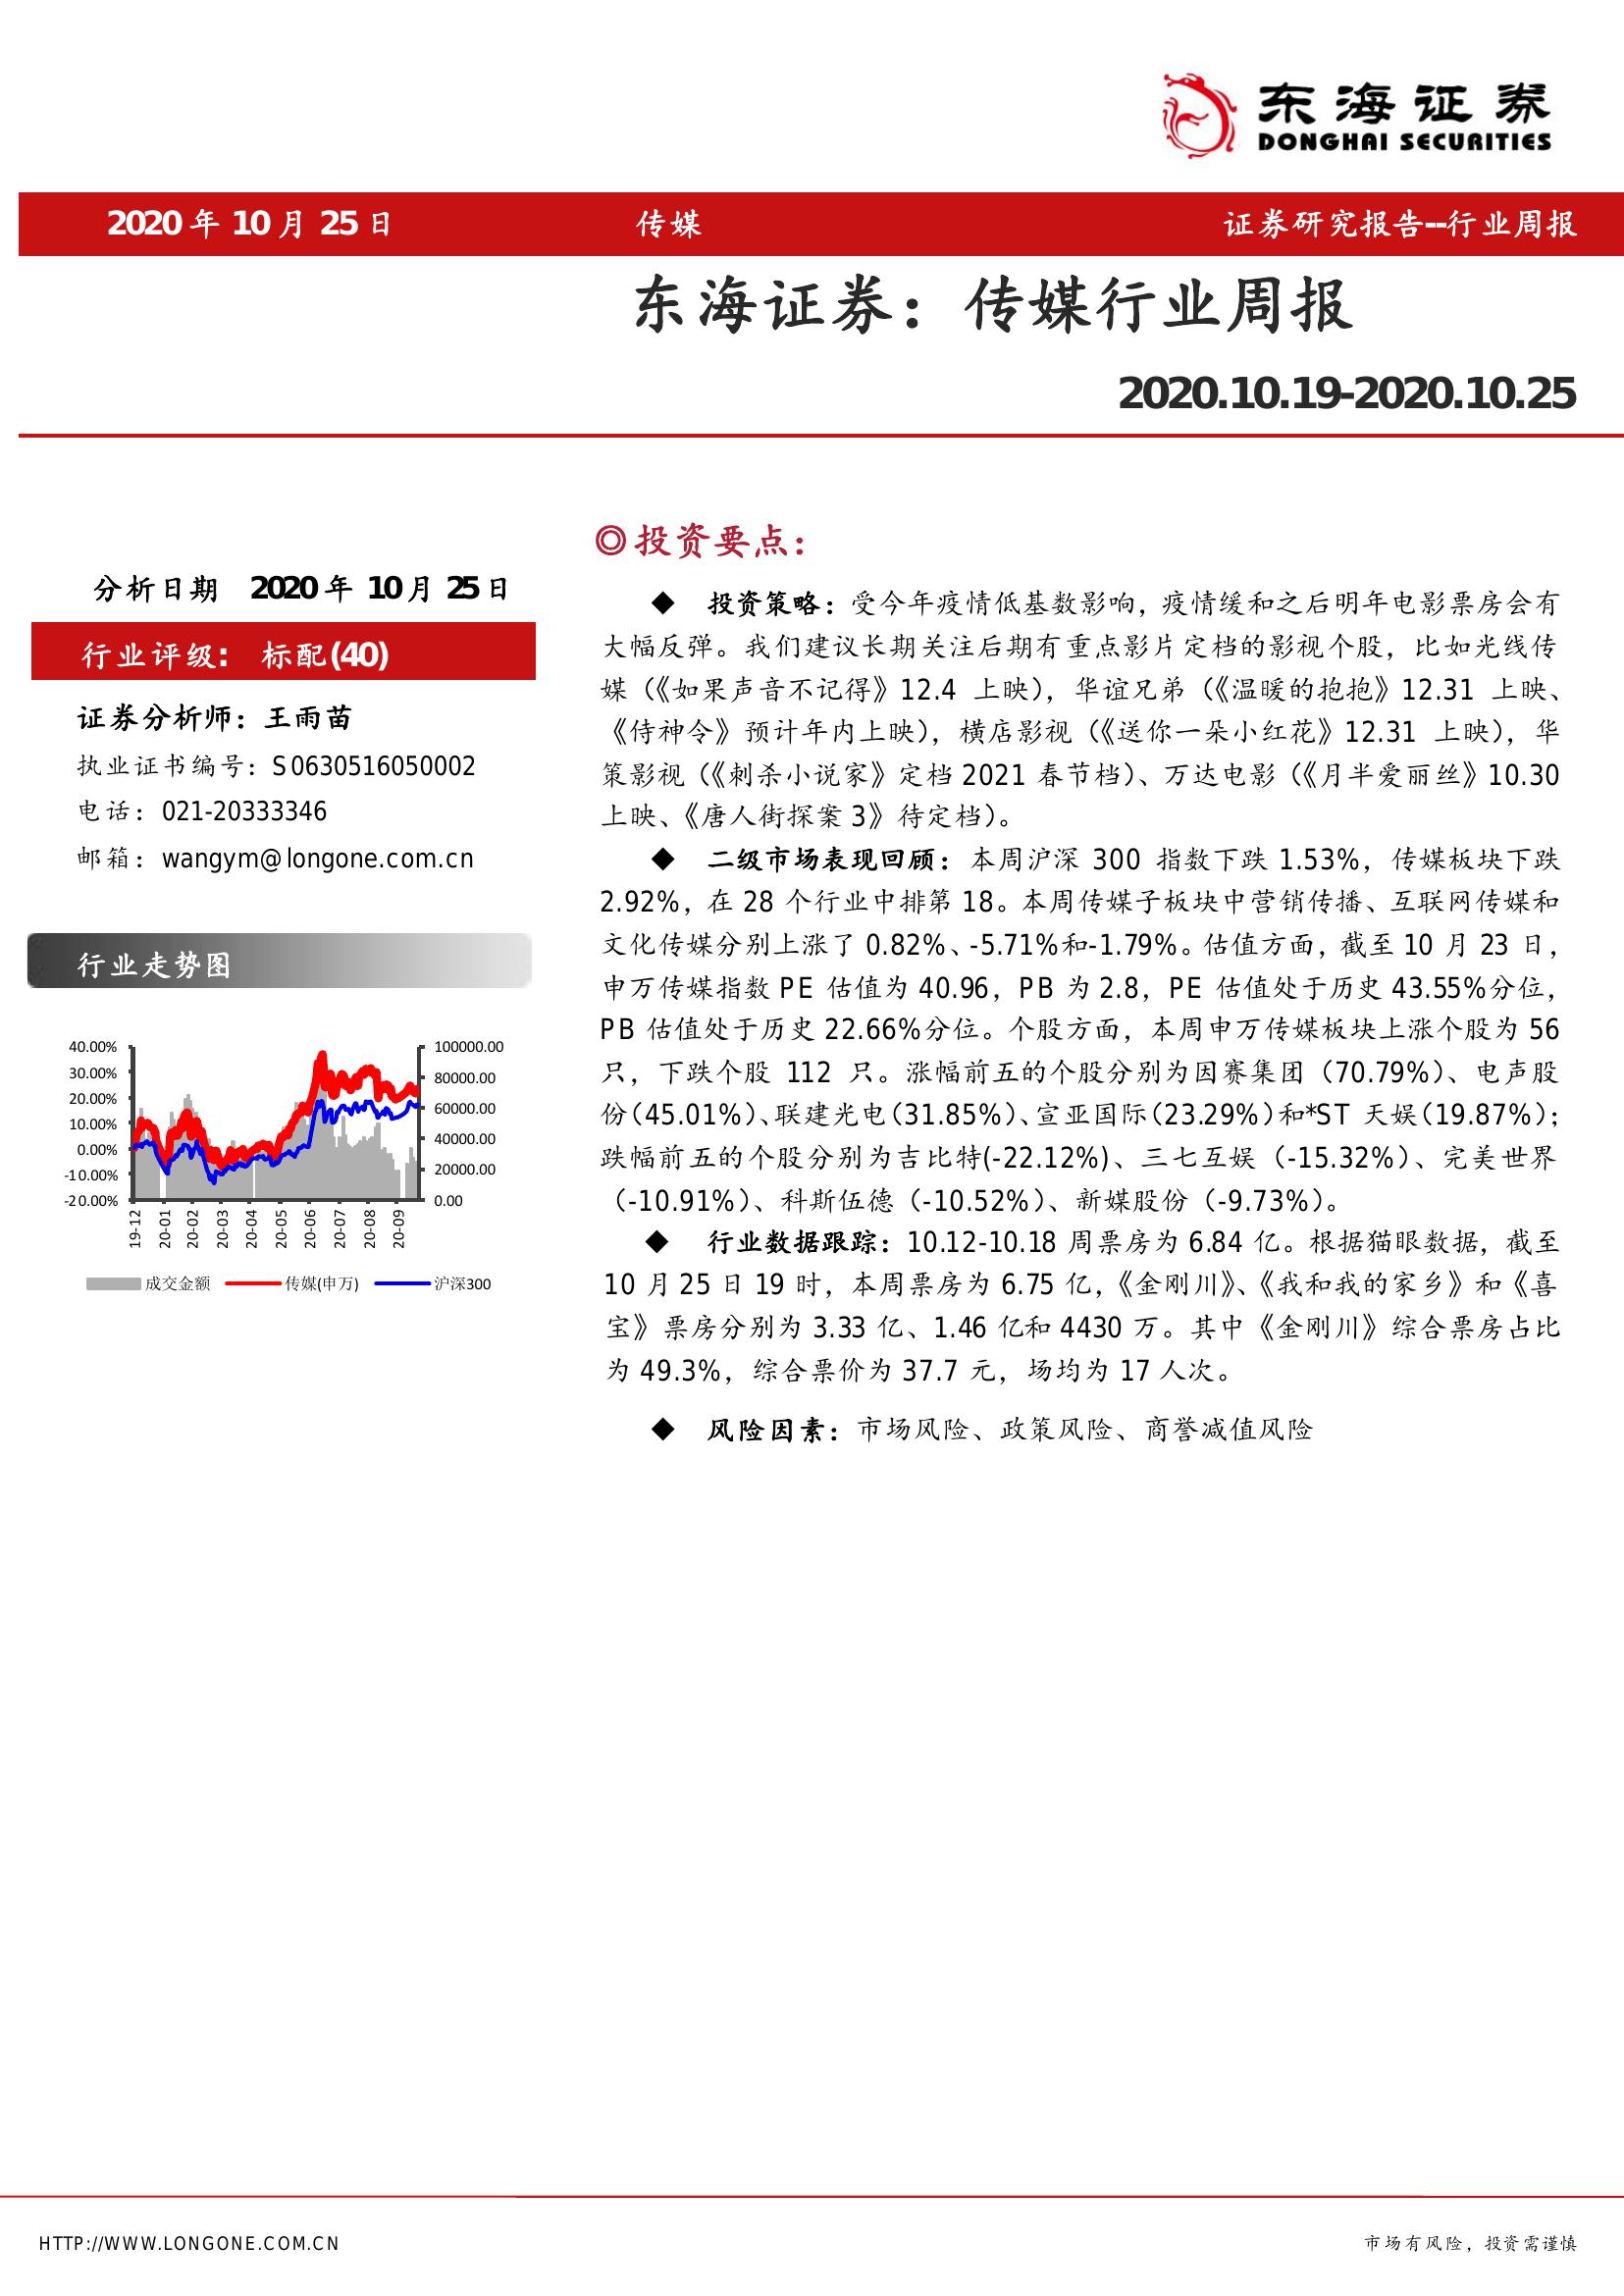 东海证券
DONGHAI SECURITIES
2020 年 10 月 25 日 传媒 证券研究报告--行业周报
东海证券：传媒行业周报
2020.10.19-2020.10.25
分析日期 2020 年 10 月 25 日
行业评级： 标配(40)
证券分析师：王雨苗
执业证书编号：S0630516050002
电话：021-20333346
邮箱：wangym@longone.com.cn
行业走势图
40.00%
30.00%
20.00%
10.00%
0.00%
-10.00%
-20.00%
100000.00
80000.00
60000.00
40000.00
20000.00
0.00
19-12
20-01
20-02
20-03
20-04
20-05
20-06
20-07
20-08
20-09
成交金额 传媒(申万) 沪深300
◎投资要点：
◆ 投资策略：受今年疫情低基数影响，疫情缓和之后明年电影票房会有
大幅反弹。我们建议长期关注后期有重点影片定档的影视个股，比如光线传
媒（《如果声音不记得》12.4 上映），华谊兄弟（《温暖的抱抱》12.31 上映、
《侍神令》预计年内上映），横店影视（《送你一朵小红花》12.31 上映），华
策影视（《刺杀小说家》定档 2021 春节档）、万达电影（《月半爱丽丝》10.30
上映、《唐人街探案 3》待定档）。
◆ 二级市场表现回顾：本周沪深 300 指数下跌 1.53%，传媒板块下跌
2.92%，在 28 个行业中排第 18。本周传媒子板块中营销传播、互联网传媒和
文化传媒分别上涨了 0.82%、-5.71%和-1.79%。估值方面，截至 10 月 23 日，
申万传媒指数 PE 估值为 40.96，PB 为 2.8，PE 估值处于历史 43.55%分位，
PB 估值处于历史 22.66%分位。个股方面，本周申万传媒板块上涨个股为 56
只，下跌个股 112 只。涨幅前五的个股分别为因赛集团（70.79%）、电声股
份(45.01%)、联建光电(31.85%)、宣亚国际(23.29%)和*ST 天娱(19.87%)；
跌幅前五的个股分别为吉比特(-22.12%)、三七互娱（-15.32%）、完美世界
（-10.91%）、科斯伍德（-10.52%）、新媒股份（-9.73%）。
◆ 行业数据跟踪：10.12-10.18 周票房为 6.84 亿。根据猫眼数据，截至
10 月 25 日 19 时，本周票房为 6.75 亿，《金刚川》、《我和我的家乡》和《喜
宝》票房分别为 3.33 亿、1.46 亿和 4430 万。其中《金刚川》综合票房占比
为 49.3%，综合票价为 37.7 元，场均为 17 人次。
◆ 风险因素：市场风险、政策风险、商誉减值风险
HTTP://WWW.LONGONE.COM.CN 市场有风险，投资需谨慎